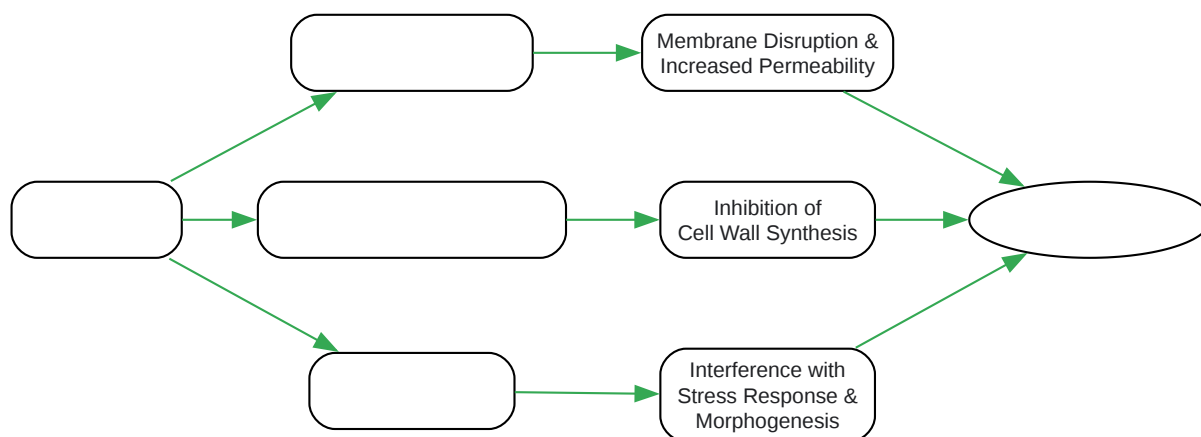 Membrane Disruption &
Increased Permeability
Inhibition of
Cell Wall Synthesis
Interference with
Stress Response &
Morphogenesis